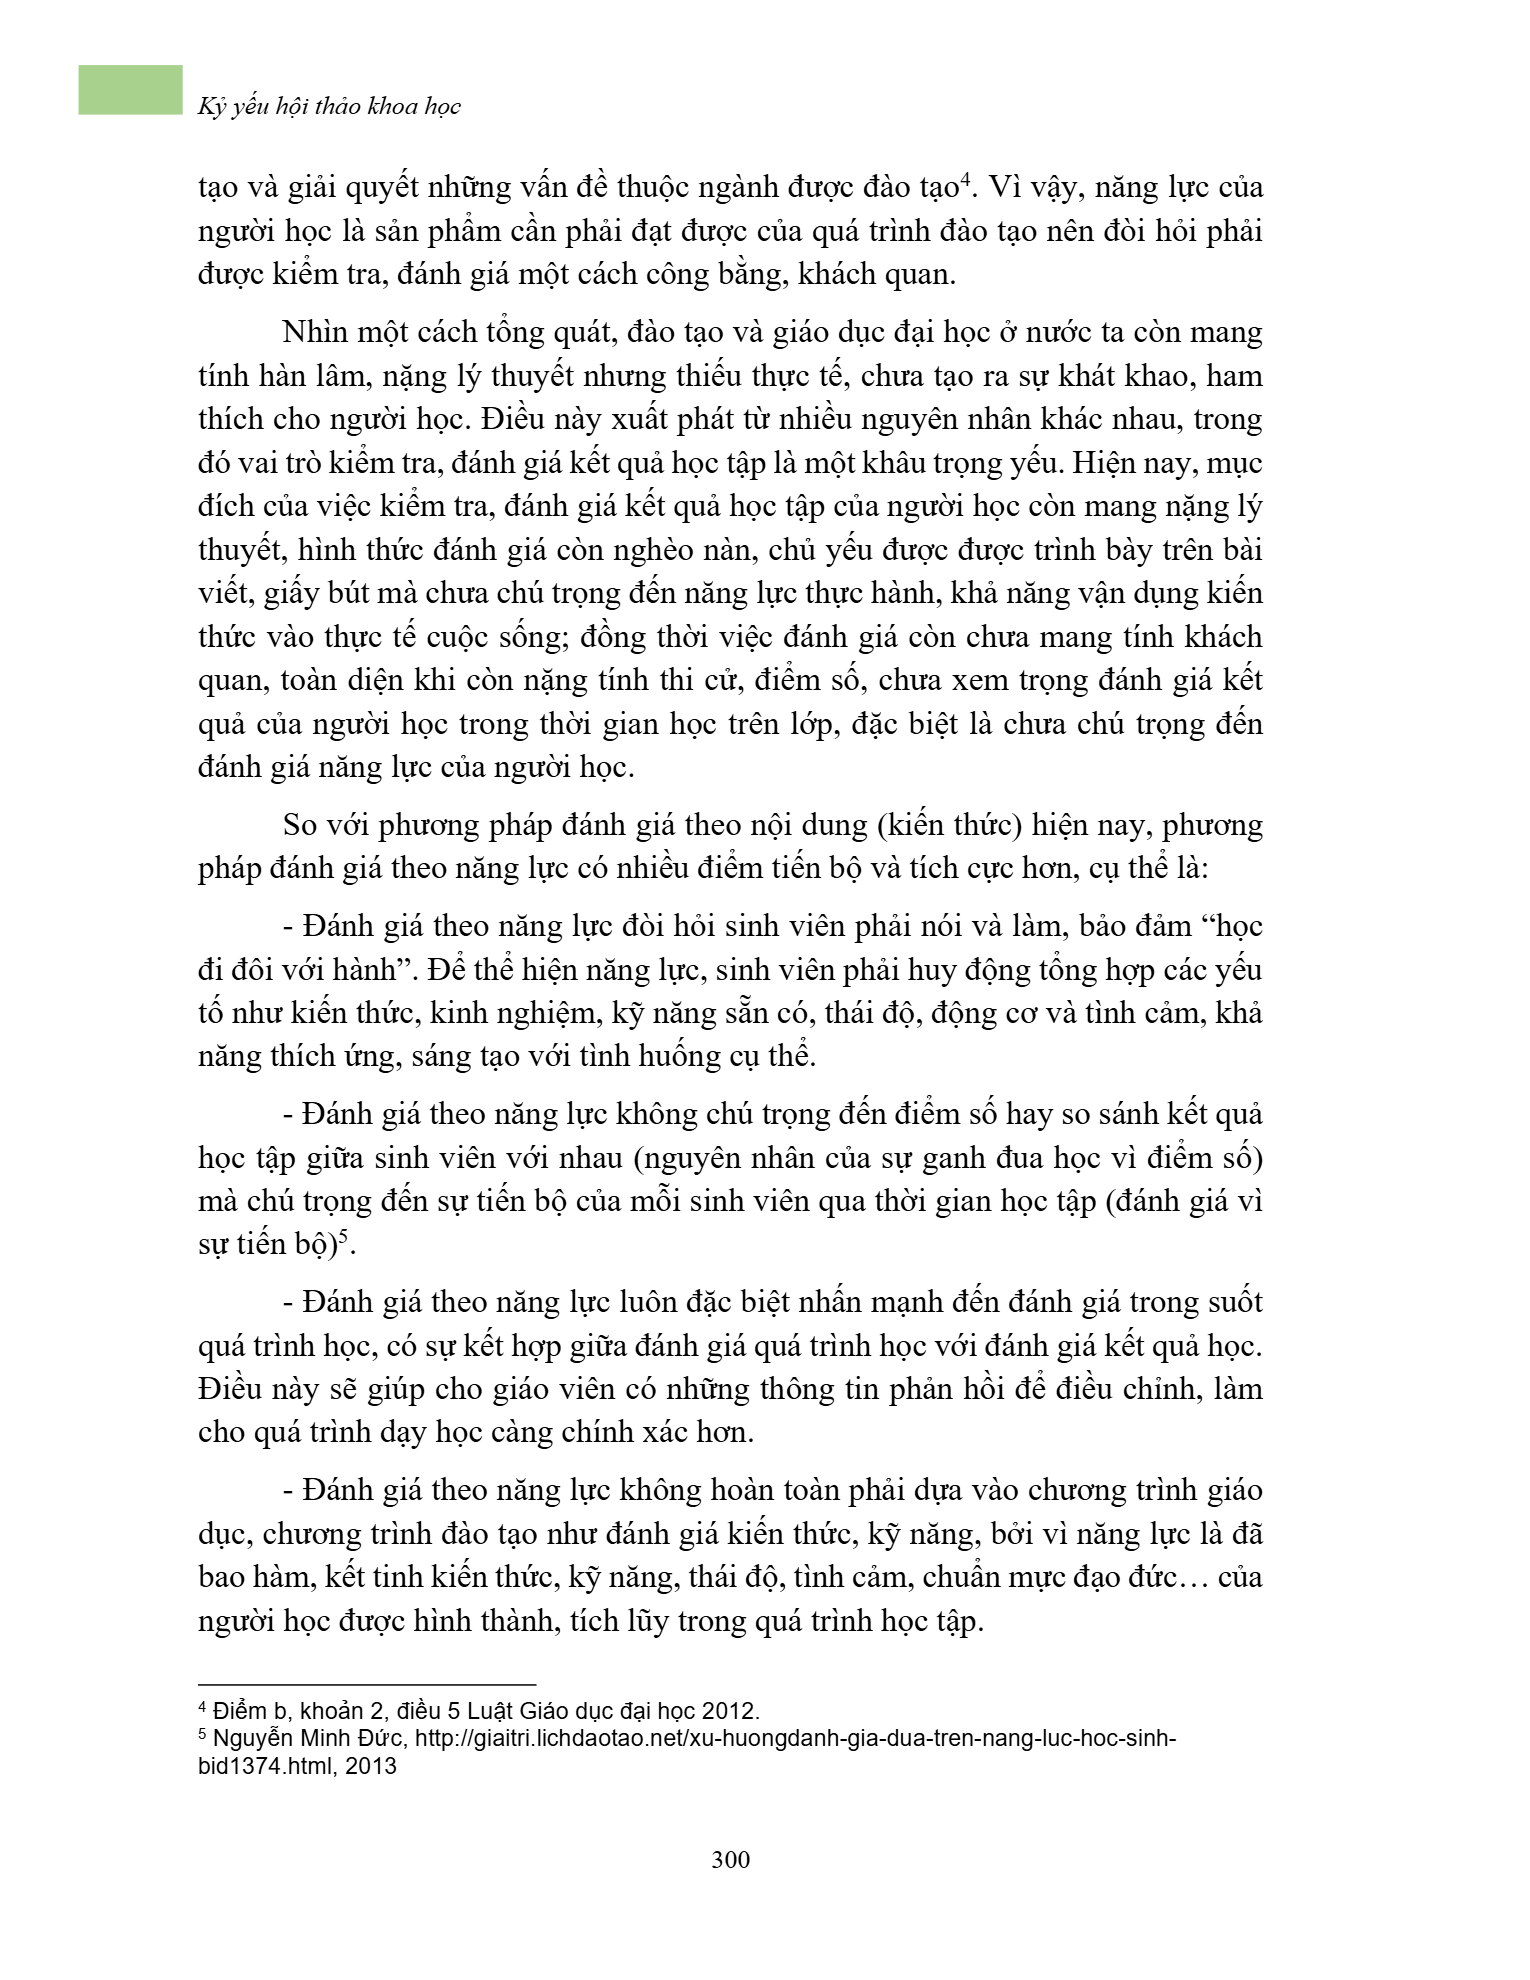 Kỷ yếu hội thảo khoa học
tạo và giải quyết những vấn đề thuộc ngành được đào tạo4. Vì vậy, năng lực của
người học là sản phẩm cần phải đạt được của quá trình đào tạo nên đòi hỏi phải
được kiểm tra, đánh giá một cách công bằng, khách quan.
Nhìn một cách tổng quát, đào tạo và giáo dục đại học ở nước ta còn mang
tính hàn lâm, nặng lý thuyết nhưng thiếu thực tế, chưa tạo ra sự khát khao, ham
thích cho người học. Điều này xuất phát từ nhiều nguyên nhân khác nhau, trong
đó vai trò kiểm tra, đánh giá kết quả học tập là một khâu trọng yếu. Hiện nay, mục
đích của việc kiểm tra, đánh giá kết quả học tập của người học còn mang nặng lý
thuyết, hình thức đánh giá còn nghèo nàn, chủ yếu được được trình bày trên bài
viết, giấy bút mà chưa chú trọng đến năng lực thực hành, khả năng vận dụng kiến
thức vào thực tế cuộc sống; đồng thời việc đánh giá còn chưa mang tính khách
quan, toàn diện khi còn nặng tính thi cử, điểm số, chưa xem trọng đánh giá kết
quả của người học trong thời gian học trên lớp, đặc biệt là chưa chú trọng đến
đánh giá năng lực của người học.
So với phương pháp đánh giá theo nội dung (kiến thức) hiện nay, phương
pháp đánh giá theo năng lực có nhiều điểm tiến bộ và tích cực hơn, cụ thể là:
- Đánh giá theo năng lực đòi hỏi sinh viên phải nói và làm, bảo đảm “học
đi đôi với hành”. Để thể hiện năng lực, sinh viên phải huy động tổng hợp các yếu
tố như kiến thức, kinh nghiệm, kỹ năng sẵn có, thái độ, động cơ và tình cảm, khả
năng thích ứng, sáng tạo với tình huống cụ thể.
- Đánh giá theo năng lực không chú trọng đến điểm số hay so sánh kết quả
học tập giữa sinh viên với nhau (nguyên nhân của sự ganh đua học vì điểm số)
mà chú trọng đến sự tiến bộ của mỗi sinh viên qua thời gian học tập (đánh giá vì
sự tiến bộ)5.
- Đánh giá theo năng lực luôn đặc biệt nhấn mạnh đến đánh giá trong suốt
quá trình học, có sự kết hợp giữa đánh giá quá trình học với đánh giá kết quả học.
Điều này sẽ giúp cho giáo viên có những thông tin phản hồi để điều chỉnh, làm
cho quá trình dạy học càng chính xác hơn.
- Đánh giá theo năng lực không hoàn toàn phải dựa vào chương trình giáo
dục, chương trình đào tạo như đánh giá kiến thức, kỹ năng, bởi vì năng lực là đã
bao hàm, kết tinh kiến thức, kỹ năng, thái độ, tình cảm, chuẩn mực đạo đức… của
người học được hình thành, tích lũy trong quá trình học tập.
4 Điểm b, khoản 2, điều 5 Luật Giáo dục đại học 2012.
5 Nguyễn Minh Đức, http://giaitri.lichdaotao.net/xu-huongdanh-gia-dua-tren-nang-luc-hoc-sinh-
bid1374.html, 2013
300